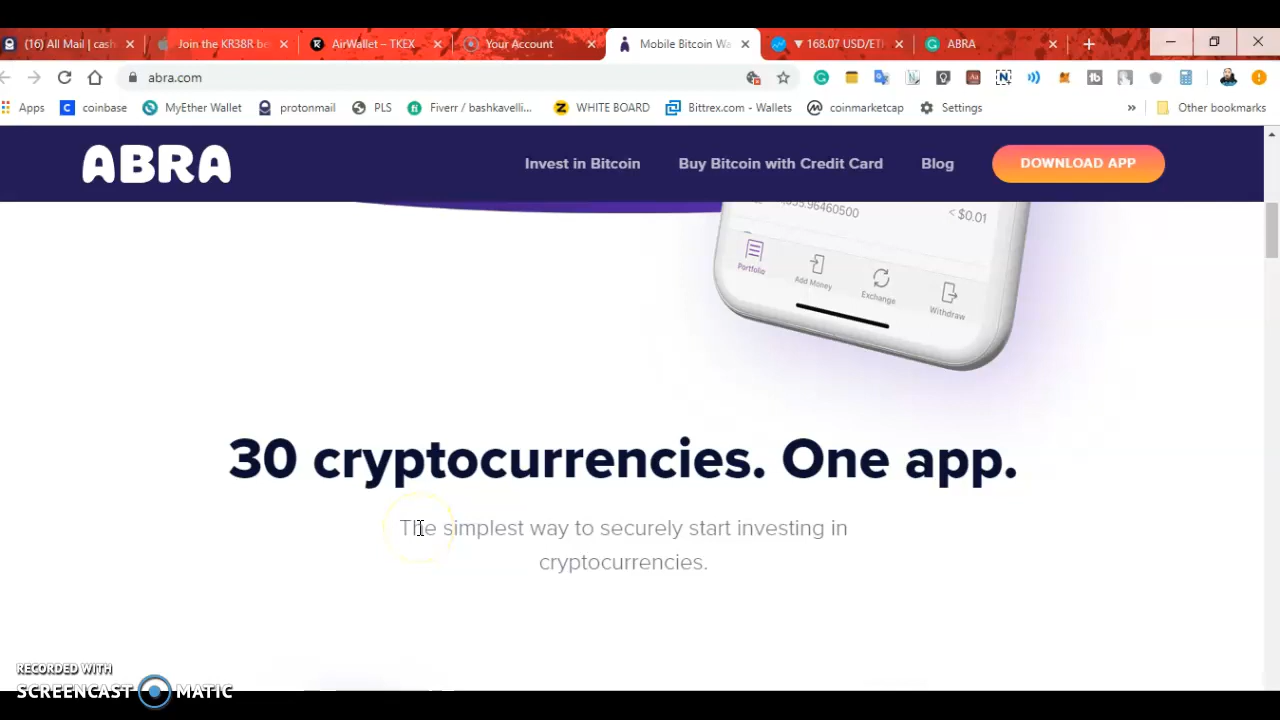 (16) All Mail | cash
Join the KR38R be
AirWallet – TKEX
Your Account
Mobile Bitcoin Wa
▼ 168.07 USD/ETH
ABRA
abra.com
Apps
coinbase
MyEther Wallet
protonmail
PLS
Fiverr / bashkavelli...
WHITE BOARD
Bittrex.com - Wallets
coinmarketcap
Settings
»
Other bookmarks
ABRA
Invest in Bitcoin
Buy Bitcoin with Credit Card
Blog
DOWNLOAD APP
< $0.01
Portfolio
Add Money
Exchange
Withdraw
30 cryptocurrencies. One app.
The simplest way to securely start investing in
cryptocurrencies.
RECORDED WITH
SCREENCAST MATIC